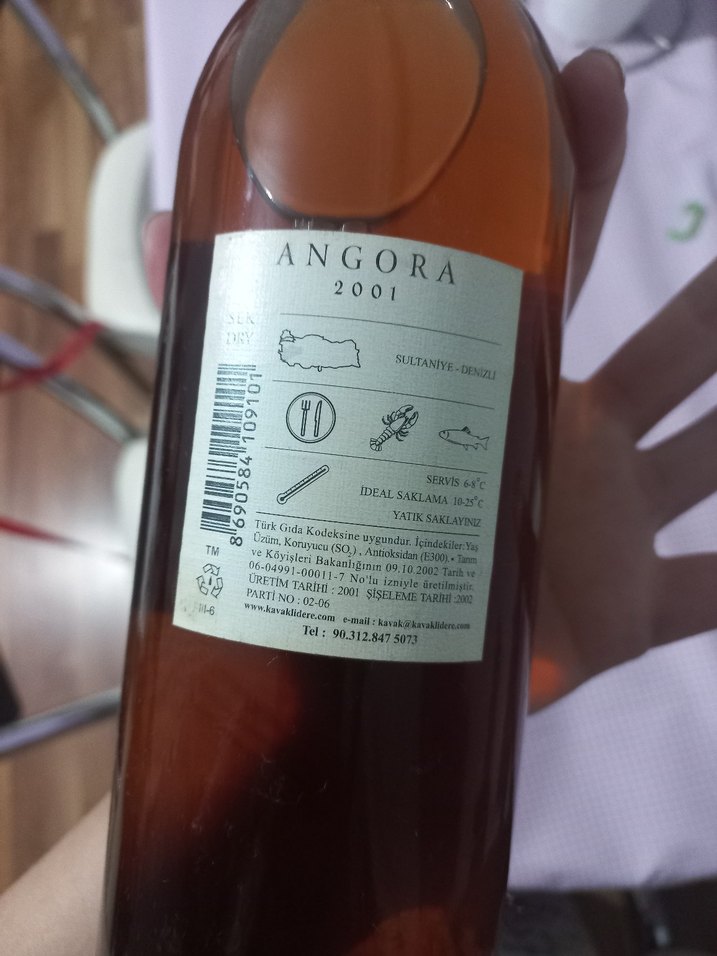 ANGORA
2001
SEK
DRY
SULTANİYE - DENİZLİ
SERVİS 6-8°C
İDEAL SAKLAMA 10-25°C
YATIK SAKLAYINIZ
8 690584 109101
Türk Gıda Kodeksine uygundur. İçindekiler: Yaş
Üzüm, Koruyucu (SO₂), Antioksidan (E300). • Tarım
ve Köyişleri Bakanlığının 09.10.2002 Tarih ve
06-04991-00011-7 No'lu izniyle üretilmiştir.
ÜRETİM TARİHİ : 2001 ŞİŞELEME TARİHİ :2002
PARTİ NO : 02-06
www.kavaklidere.com e-mail : kavak@kavaklidere.com
Tel : 90.312.847 5073
TM